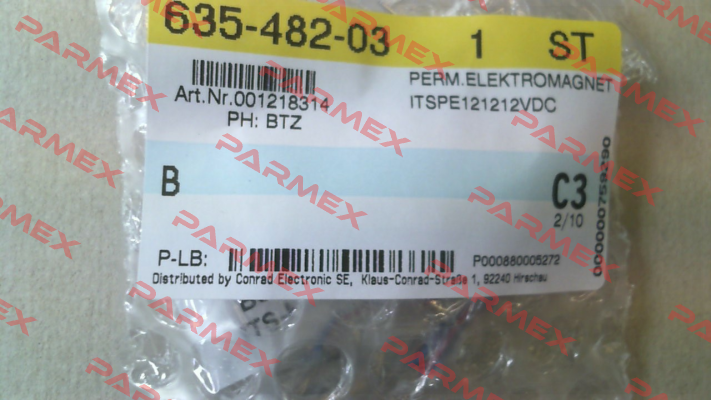 635-482-03 1 ST
Art.Nr.001218314
PH: BTZ
PERM.ELEKTROMAGNET
ITSPE121212VDC
B
C3
2/10
0000000759290
P-LB:
P000880005272
Distributed by Conrad Electronic SE, Klaus-Conrad-Straße 1, 92240 Hirschau
PARMEX